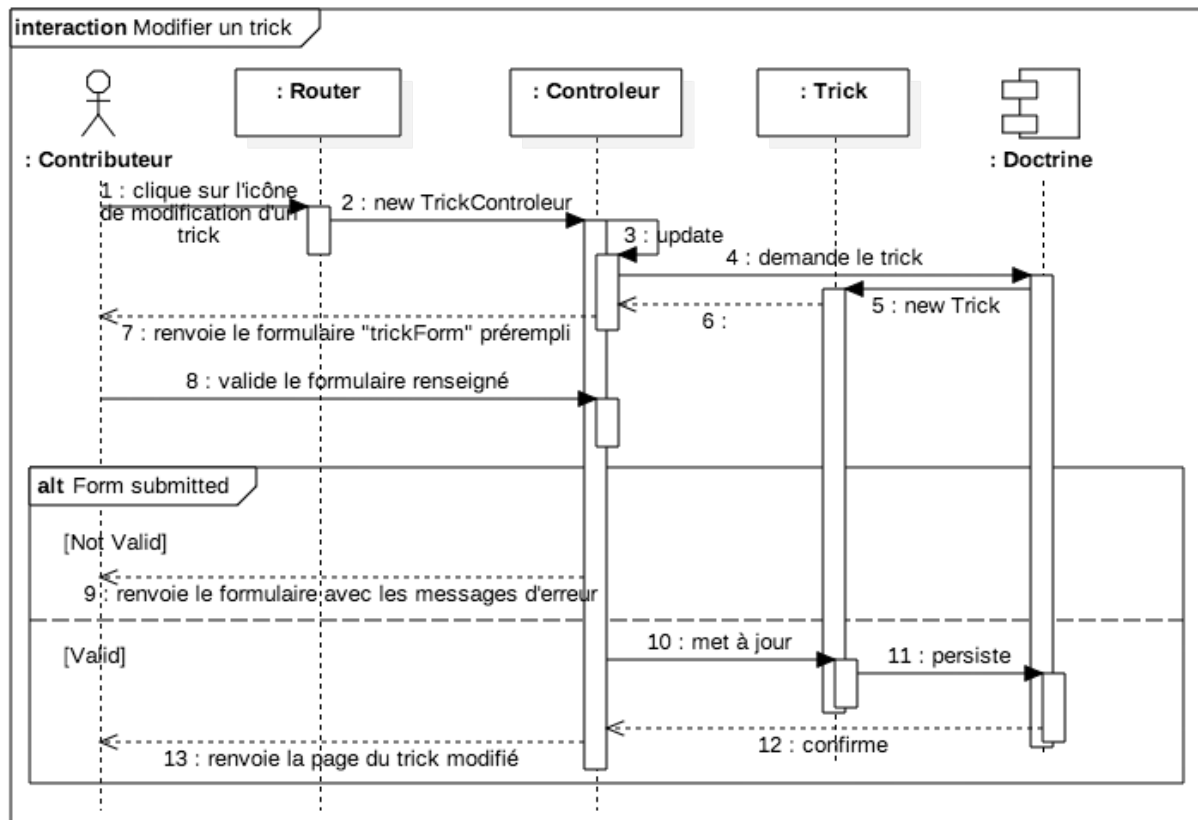 interaction Modifier un trick
: Router
: Controleur
: Trick
: Contributeur
: Doctrine
1 : clique sur l'icône
de modification d'un
trick
2 : new TrickControleur
3 : update
4 : demande le trick
5 : new Trick
6 :
7 : renvoie le formulaire "trickForm" prérempli
8 : valide le formulaire renseigné
alt Form submitted
[Not Valid]
9 : renvoie le formulaire avec les messages d'erreur
[Valid]
10 : met à jour
11 : persiste
12 : confirme
13 : renvoie la page du trick modifié